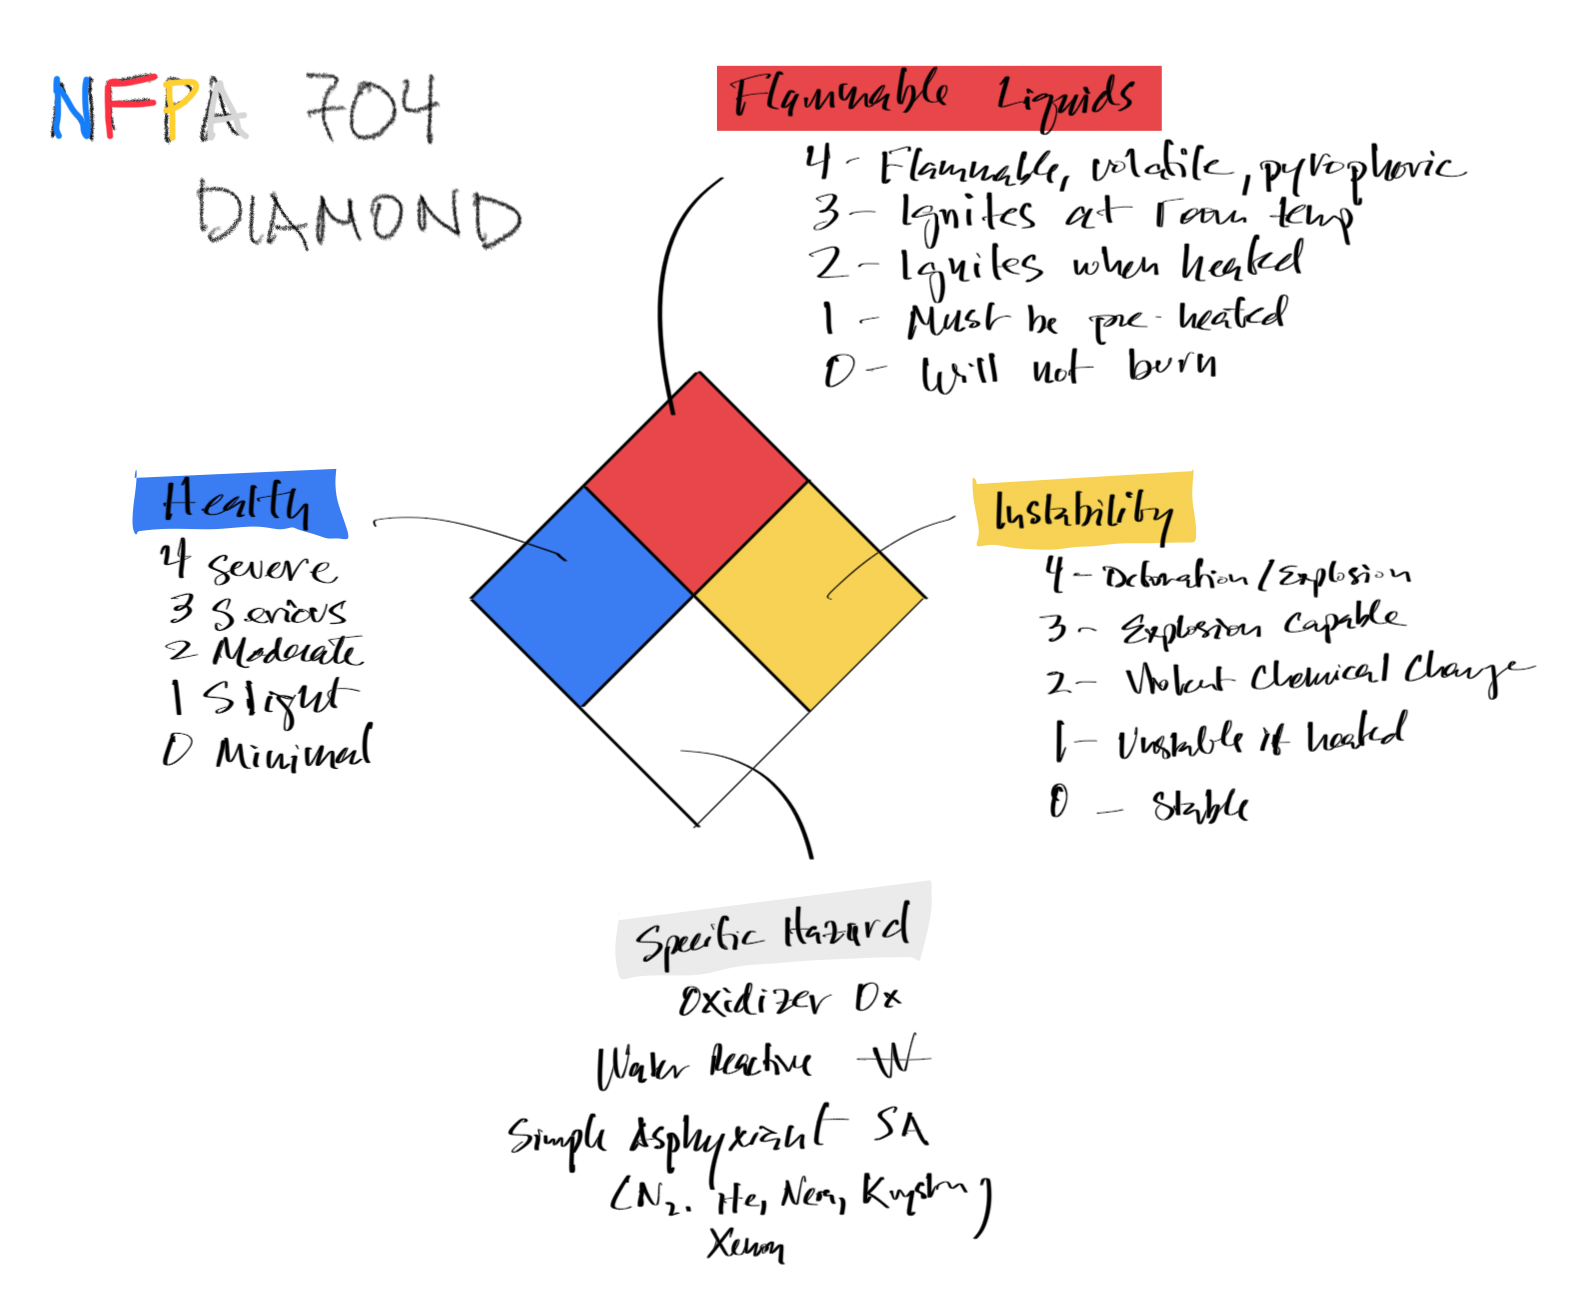 NFPA 704
DIAMOND
Flammable Liquids
4 - Flammable, volatile, pyrophoric
3 - Ignites at room temp
2 - Ignites when heated
1 - Must be pre-heated
0 - Will not burn
Health
4 Severe
3 Serious
2 Moderate
1 Slight
0 Minimal
Instability
4 - Detonation/Explosion
3 - Explosion Capable
2 - Violent Chemical Change
1 - Unstable if heated
0 - Stable
Specific Hazard
Oxidizer Ox
Water Reactive W
Simple Asphyxiant SA
(N2. He, Neon,
Xenon